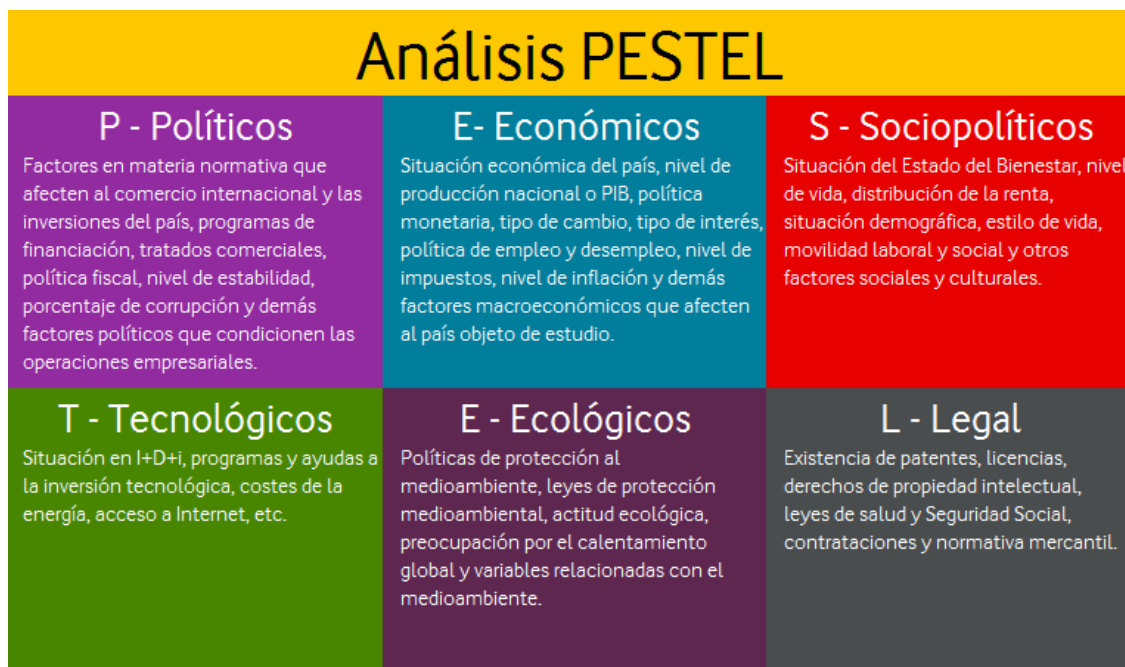 Análisis PESTEL
P - Políticos
Factores en materia normativa que
afecten al comercio internacional y las
inversiones del país, programas de
financiación, tratados comerciales,
política fiscal, nivel de estabilidad,
porcentaje de corrupción y demás
factores políticos que condicionen las
operaciones empresariales.
E- Económicos
Situación económica del país, nivel de
producción nacional o PIB, política
monetaria, tipo de cambio, tipo de interés,
política de empleo y desempleo, nivel de
impuestos, nivel de inflación y demás
factores macroeconómicos que afecten
al país objeto de estudio.
S - Sociopolíticos
Situación del Estado del Bienestar, nivel
de vida, distribución de la renta,
situación demográfica, estilo de vida,
movilidad laboral y social y otros
factores sociales y culturales.
T - Tecnológicos
Situación en I+D+i, programas y ayudas a
la inversión tecnológica, costes de la
energía, acceso a Internet, etc.
E - Ecológicos
Políticas de protección al
medioambiente, leyes de protección
medioambiental, actitud ecológica,
preocupación por el calentamiento
global y variables relacionadas con el
medioambiente.
L - Legal
Existencia de patentes, licencias,
derechos de propiedad intelectual,
leyes de salud y Seguridad Social,
contrataciones y normativa mercantil.